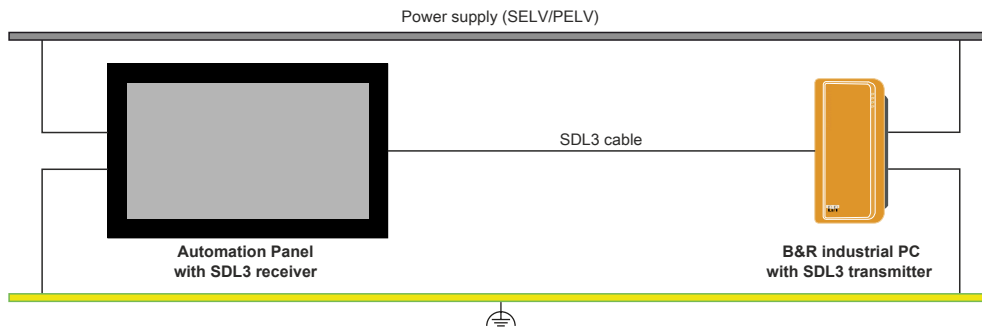 Power supply (SELV/PELV)
SDL3 cable
Automation Panel
with SDL3 receiver
B&R industrial PC
with SDL3 transmitter